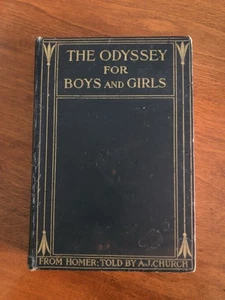 THE ODYSSEY
FOR
BOYS AND GIRLS
FROM HOMER: TOLD BY A.J. CHURCH